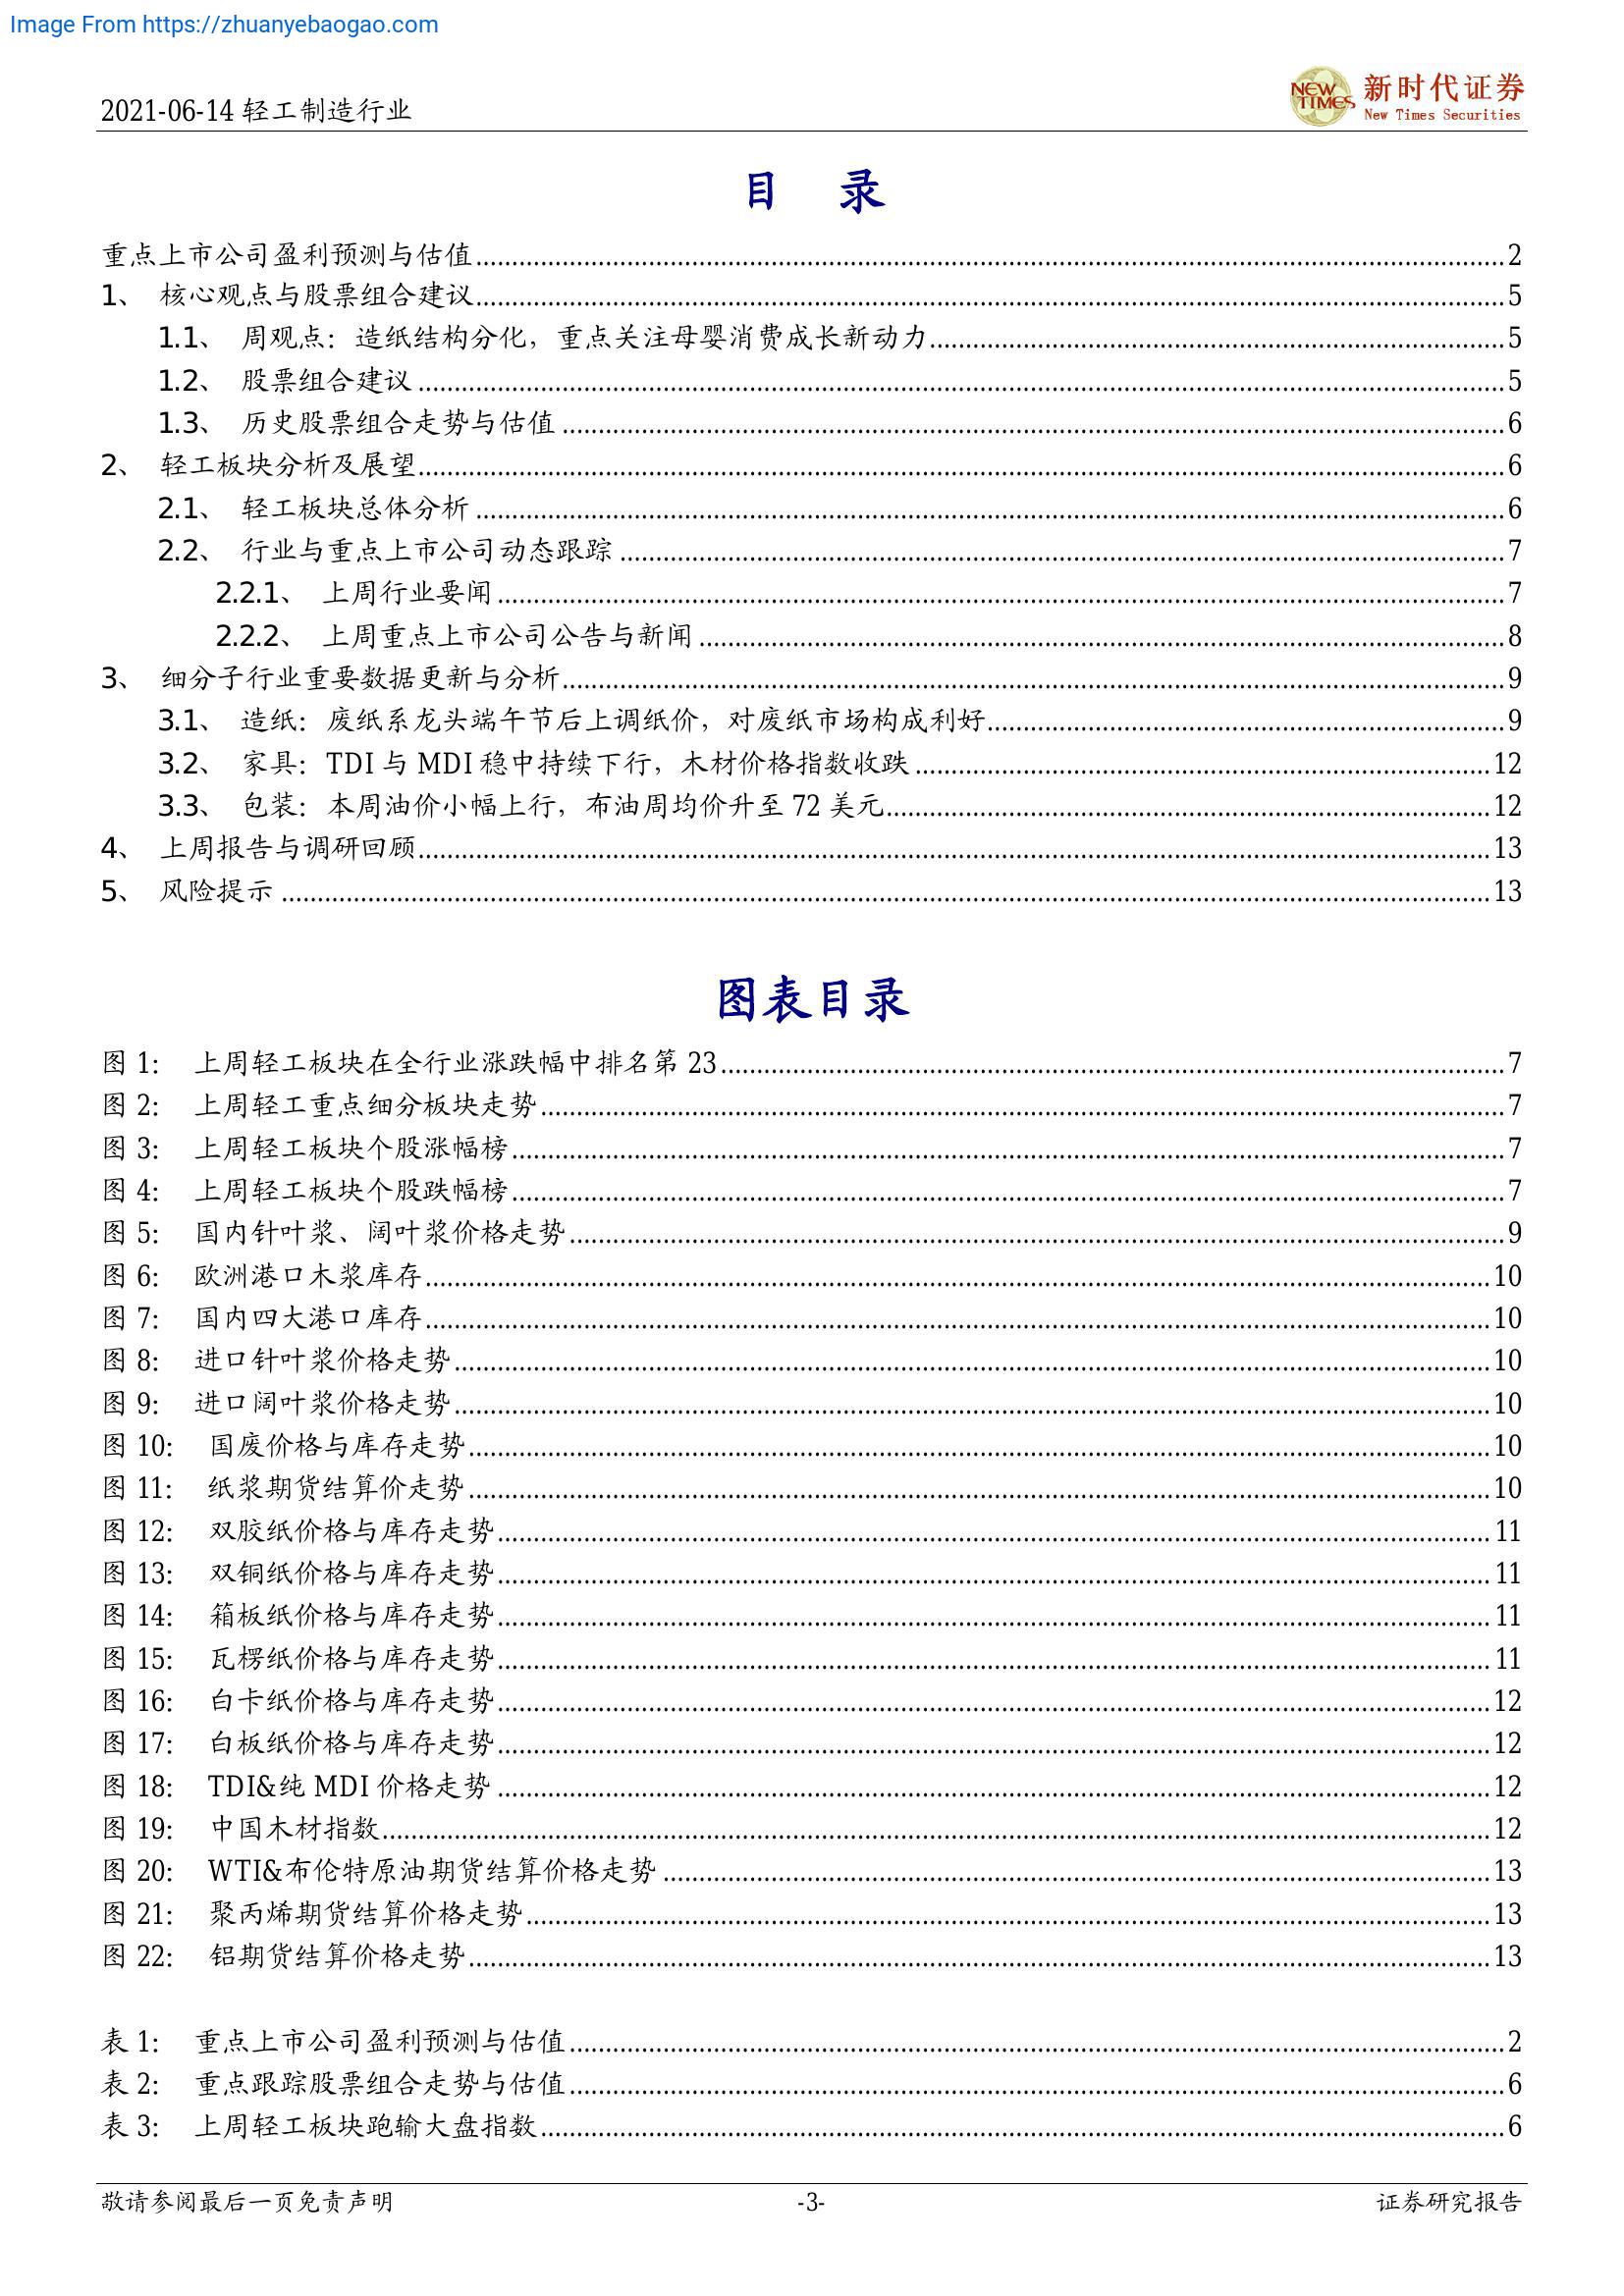 Image From https://zhuanyebaogao.com
2021-06-14 轻工制造行业
NEW TIMES
新时代证券
New Times Securities
目 录
重点上市公司盈利预测与估值 2
1、 核心观点与股票组合建议 5
1.1、 周观点：造纸结构分化，重点关注母婴消费成长新动力 5
1.2、 股票组合建议 5
1.3、 历史股票组合走势与估值 6
2、 轻工板块分析及展望 6
2.1、 轻工板块总体分析 6
2.2、 行业与重点上市公司动态跟踪 7
2.2.1、 上周行业要闻 7
2.2.2、 上周重点上市公司公告与新闻 8
3、 细分子行业重要数据更新与分析 9
3.1、 造纸：废纸系龙头端午节后上调纸价，对废纸市场构成利好 9
3.2、 家具：TDI 与 MDI 稳中持续下行，木材价格指数收跌 12
3.3、 包装：本周油价小幅上行，布油周均价升至 72 美元 12
4、 上周报告与调研回顾 13
5、 风险提示 13
图表目录
图 1: 上周轻工板块在全行业涨跌幅中排名第 23 7
图 2: 上周轻工重点细分板块走势 7
图 3: 上周轻工板块个股涨幅榜 7
图 4: 上周轻工板块个股跌幅榜 7
图 5: 国内针叶浆、阔叶浆价格走势 9
图 6: 欧洲港口木浆库存 10
图 7: 国内四大港口库存 10
图 8: 进口针叶浆价格走势 10
图 9: 进口阔叶浆价格走势 10
图 10: 国废价格与库存走势 10
图 11: 纸浆期货结算价走势 10
图 12: 双胶纸价格与库存走势 11
图 13: 双铜纸价格与库存走势 11
图 14: 箱板纸价格与库存走势 11
图 15: 瓦楞纸价格与库存走势 11
图 16: 白卡纸价格与库存走势 12
图 17: 白板纸价格与库存走势 12
图 18: TDI&纯 MDI 价格走势 12
图 19: 中国木材指数 12
图 20: WTI&布伦特原油期货结算价格走势 13
图 21: 聚丙烯期货结算价格走势 13
图 22: 铝期货结算价格走势 13
表 1: 重点上市公司盈利预测与估值 2
表 2: 重点跟踪股票组合走势与估值 6
表 3: 上周轻工板块跑输大盘指数 6
敬请参阅最后一页免责声明
-3-
证券研究报告